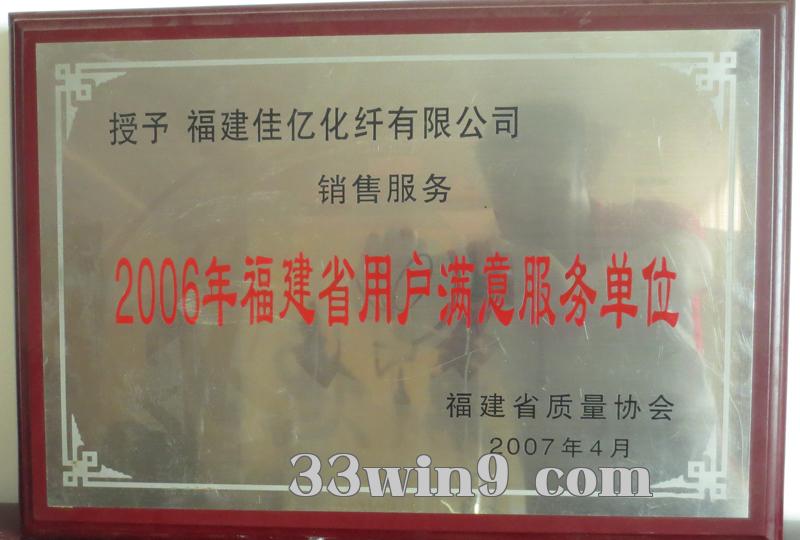 授予 福建佳亿化纤有限公司
销售服务
2006年福建省用户满意服务单位
福建省质量协会
2007年4月
33win9 com